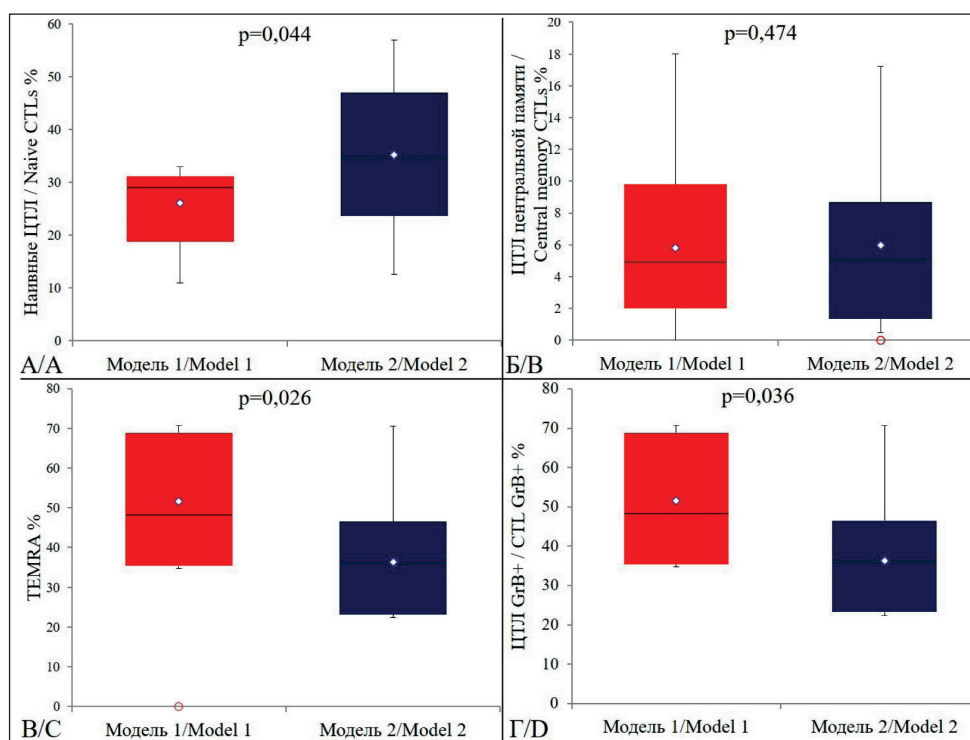 p=0,044
Наивные ЦТЛ / Naive CTLs %
60
50
40
30
20
10
0
Модель 1/Model 1
Модель 2/Model 2
А/A
p=0,474
ЦТЛ центральной памяти /
Central memory CTLs %
20
18
16
14
12
10
8
6
4
2
0
Модель 1/Model 1
Модель 2/Model 2
Б/B
p=0,026
TEMRA %
80
70
60
50
40
30
20
10
0
Модель 1/Model 1
Модель 2/Model 2
В/C
p=0,036
ЦТЛ GrB+ / CTL GrB+ %
80
70
60
50
40
30
20
10
0
Модель 1/Model 1
Модель 2/Model 2
Г/D